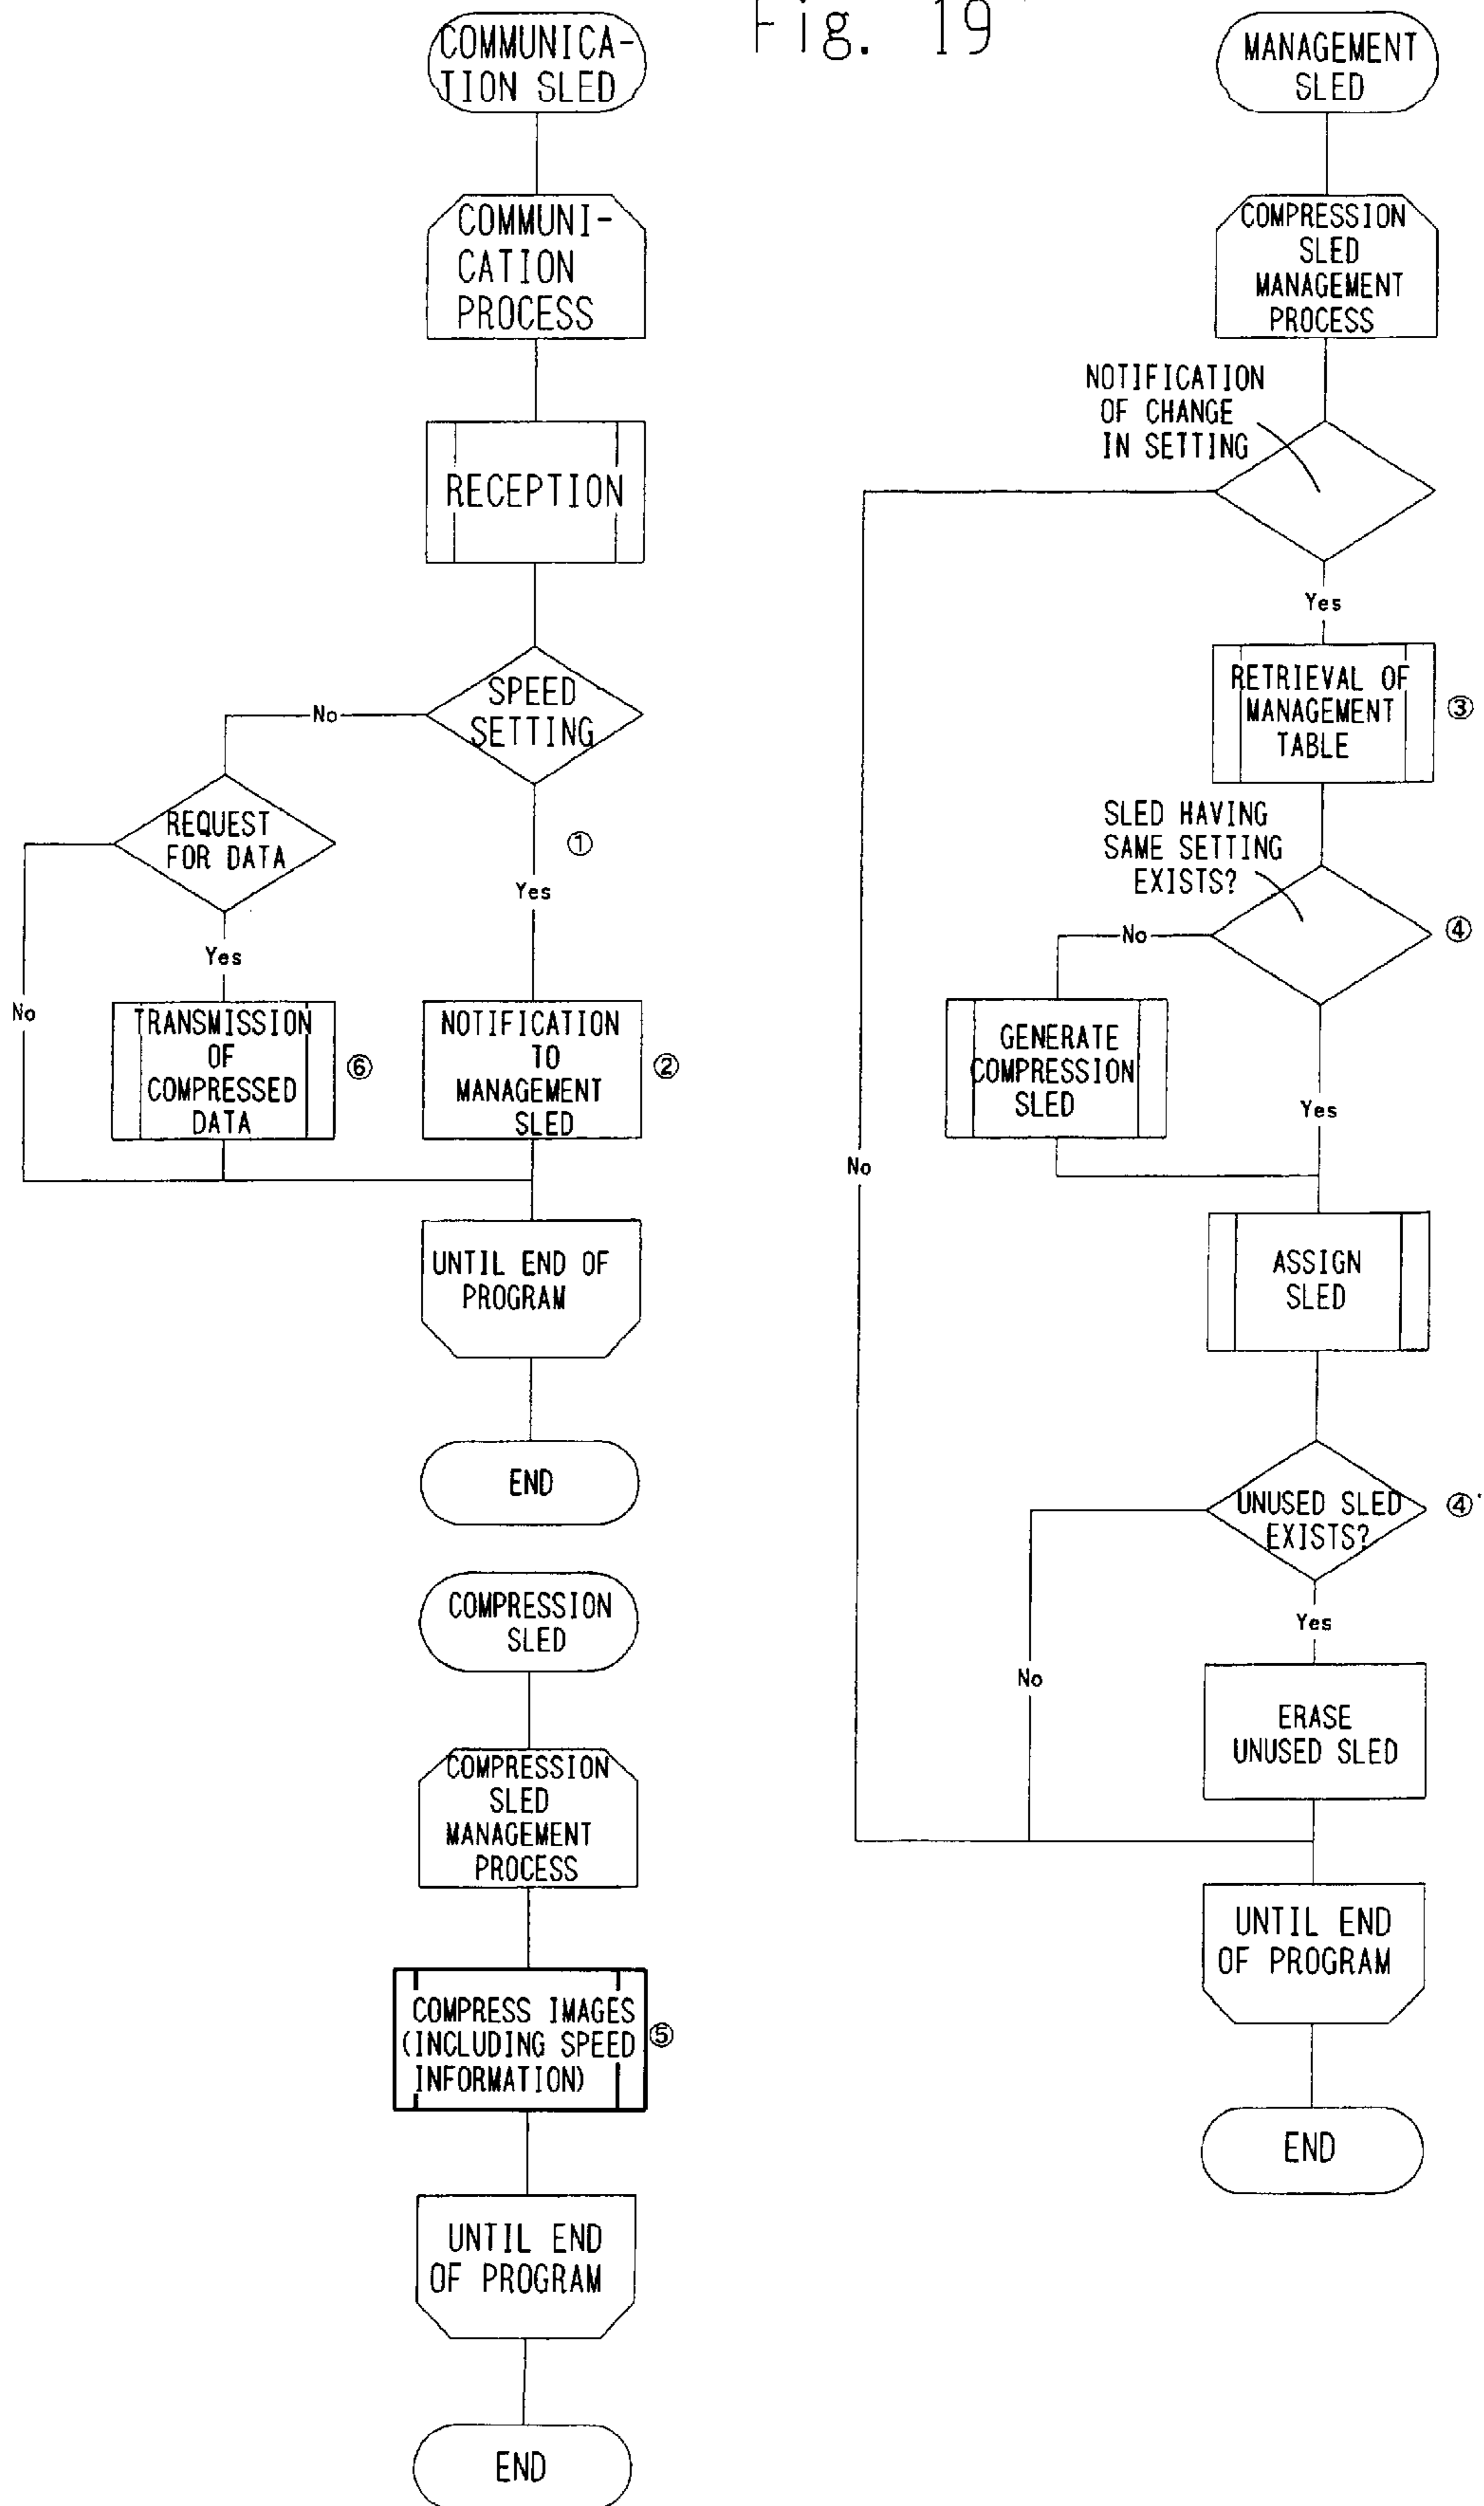 Fig. 19
COMMUNICA-
TION SLED
COMMUNI-
CATION
PROCESS
RECEPTION
SPEED
SETTING
No
REQUEST
FOR DATA
①
Yes
Yes
No
TRANSMISSION
OF
COMPRESSED
DATA
⑥
NOTIFICATION
TO
MANAGEMENT
SLED
②
UNTIL END OF
PROGRAM
END
COMPRESSION
SLED
COMPRESSION
SLED
MANAGEMENT
PROCESS
COMPRESS IMAGES
(INCLUDING SPEED
INFORMATION)
⑤
UNTIL END
OF PROGRAM
END
MANAGEMENT
SLED
COMPRESSION
SLED
MANAGEMENT
PROCESS
NOTIFICATION
OF CHANGE
IN SETTING
Yes
RETRIEVAL OF
MANAGEMENT
TABLE
③
SLED HAVING
SAME SETTING
EXISTS?
④
No
GENERATE
COMPRESSION
SLED
Yes
No
ASSIGN
SLED
UNUSED SLED
EXISTS?
④'
Yes
No
ERASE
UNUSED SLED
UNTIL END
OF PROGRAM
END